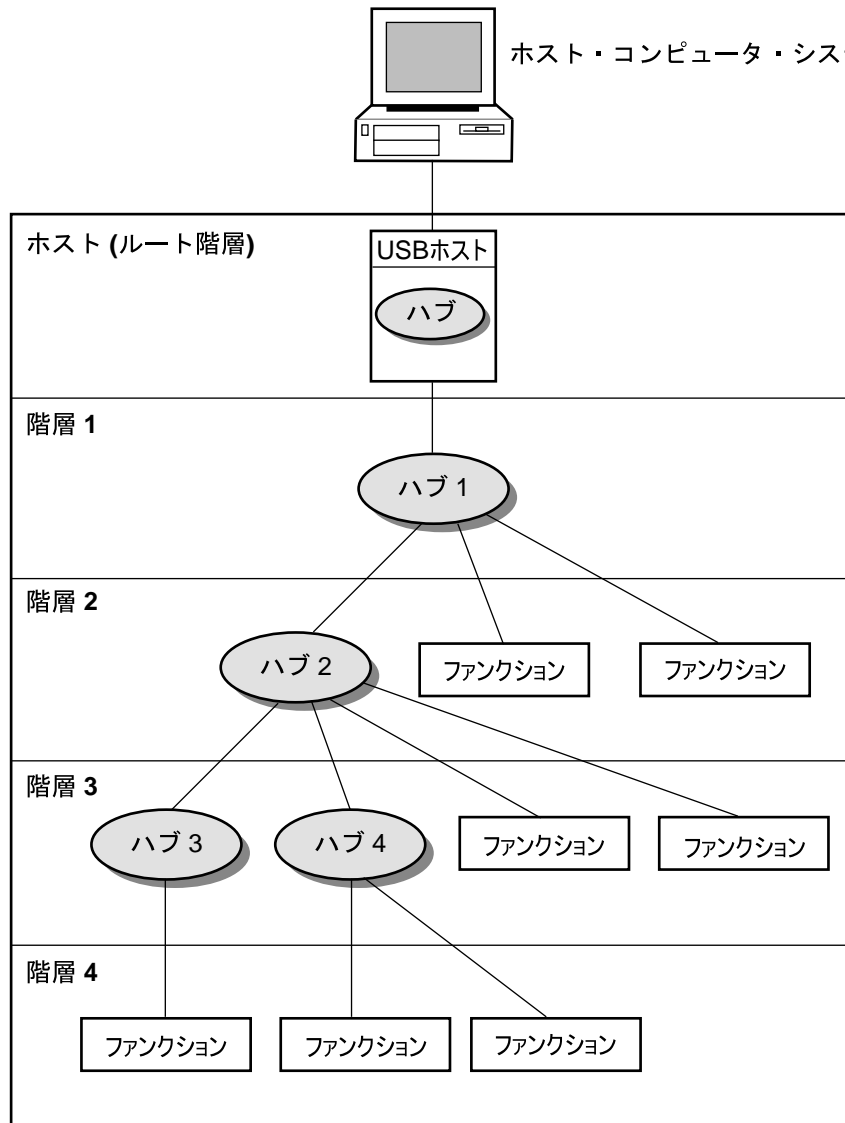 ホスト・コンピュータ・シス
ホスト (ルート階層)
USBホスト
ハブ
階層 1
ハブ 1
階層 2
ハブ 2
ファンクション
ファンクション
階層 3
ハブ 3
ハブ 4
ファンクション
ファンクション
階層 4
ファンクション
ファンクション
ファンクション